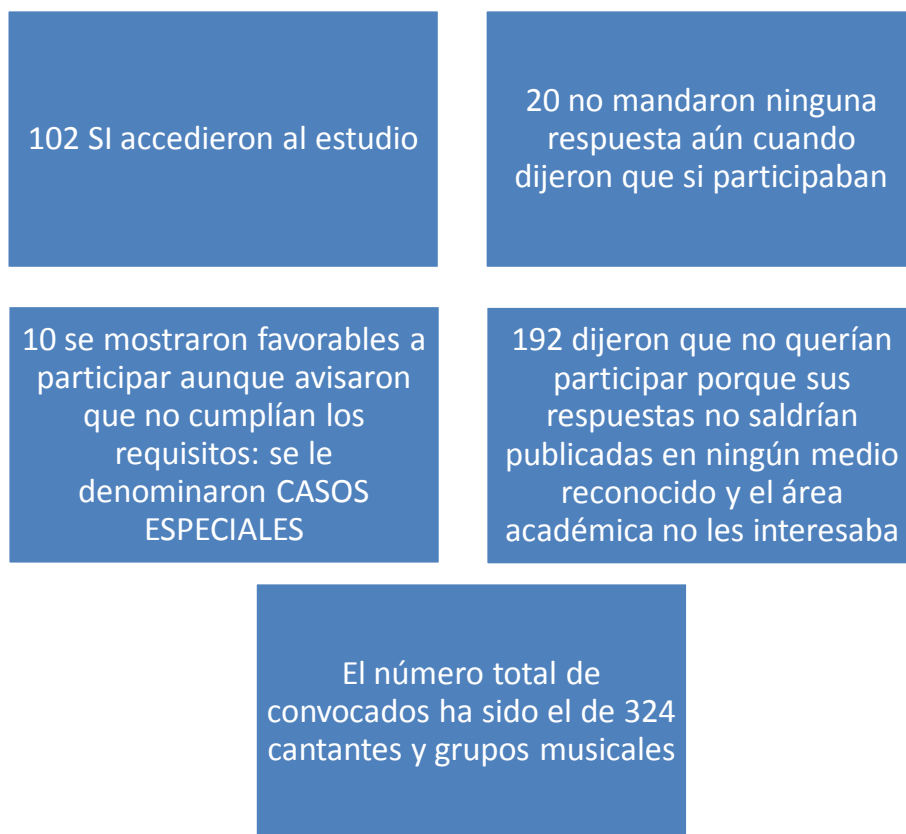 102 SI accedieron al estudio
20 no mandaron ninguna
respuesta aún cuando
dijeron que si participaban
10 se mostraron favorables a
participar aunque avisaron
que no cumplían los
requisitos: se le
denominaron CASOS
ESPECIALES
192 dijeron que no querían
participar porque sus
respuestas no saldrían
publicadas en ningún medio
reconocido y el área
académica no les interesaba
El número total de
convocados ha sido el de 324
cantantes y grupos musicales